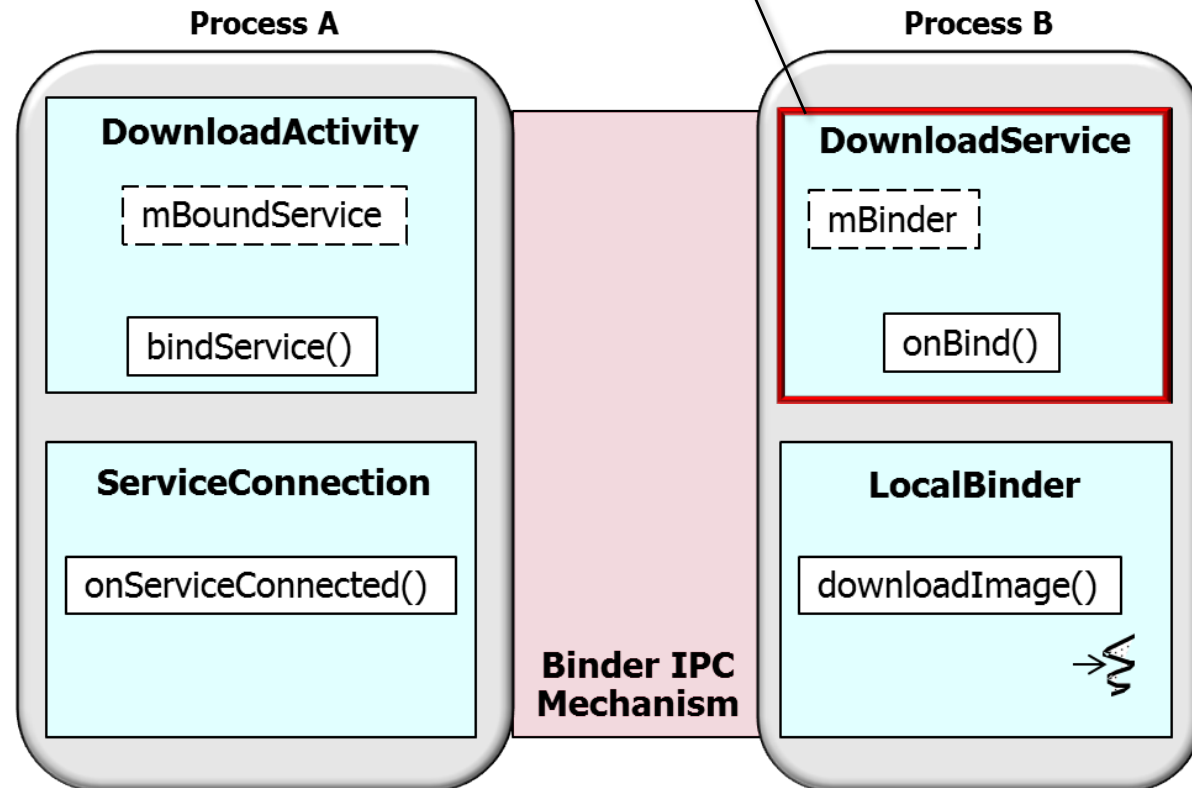 Process A
DownloadActivity
mBoundService
bindService()
ServiceConnection
onServiceConnected()
Binder IPC
Mechanism
Process B
DownloadService
mBinder
onBind()
LocalBinder
downloadImage()